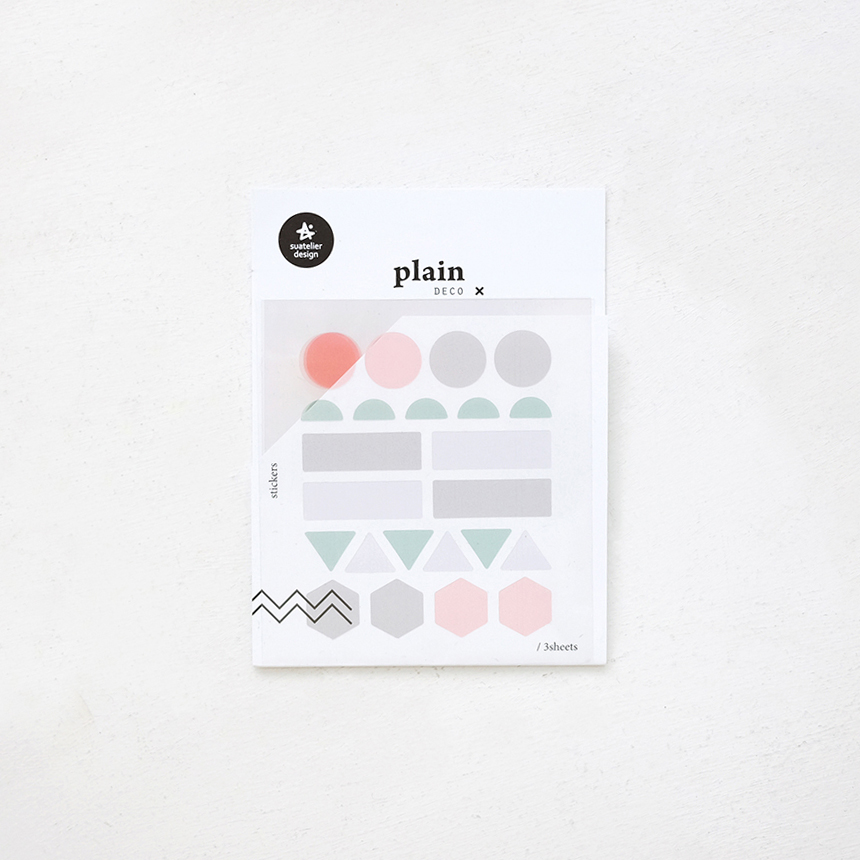 suatelier
design
plain
DECO ×
stickers
/ 3sheets